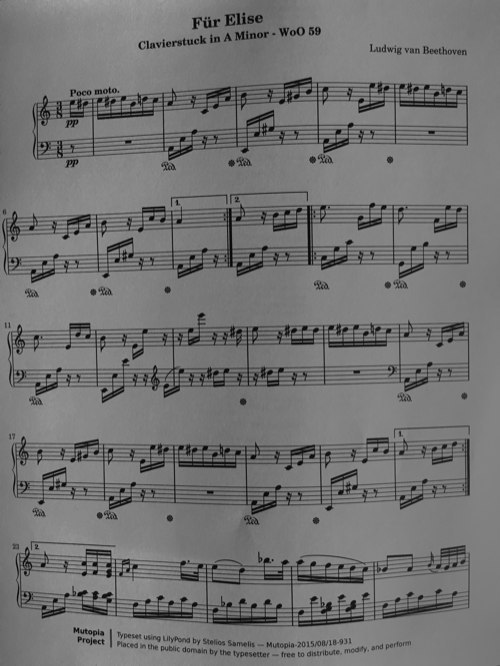 Für Elise
Clavierstuck in A Minor - WoO 59
Ludwig van Beethoven
Poco moto.
pp
pp
6
1.
2.
11
17
1.
23
2.
Mutopia
Project
Typeset using LilyPond by Stelios Samelis — Mutopia-2015/08/18-931
Placed in the public domain by the typesetter — free to distribute, modify, and perform